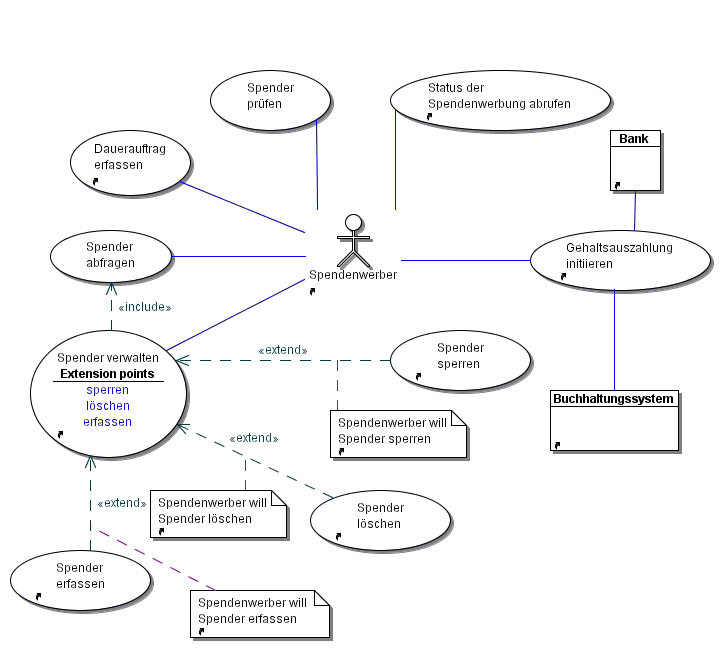 Spender
prüfen
Status der
Spendenwerbung abrufen
Dauerauftrag
erfassen
Bank
Spender
abfragen
Spendenwerber
Gehaltsauszahlung
initiieren
«include»
Spender verwalten
Extension points
sperren
löschen
erfassen
«extend»
Spender
sperren
Buchhaltungssystem
Spendenwerber will
Spender sperren
«extend»
«extend»
Spendenwerber will
Spender löschen
Spender
löschen
Spender
erfassen
Spendenwerber will
Spender erfassen